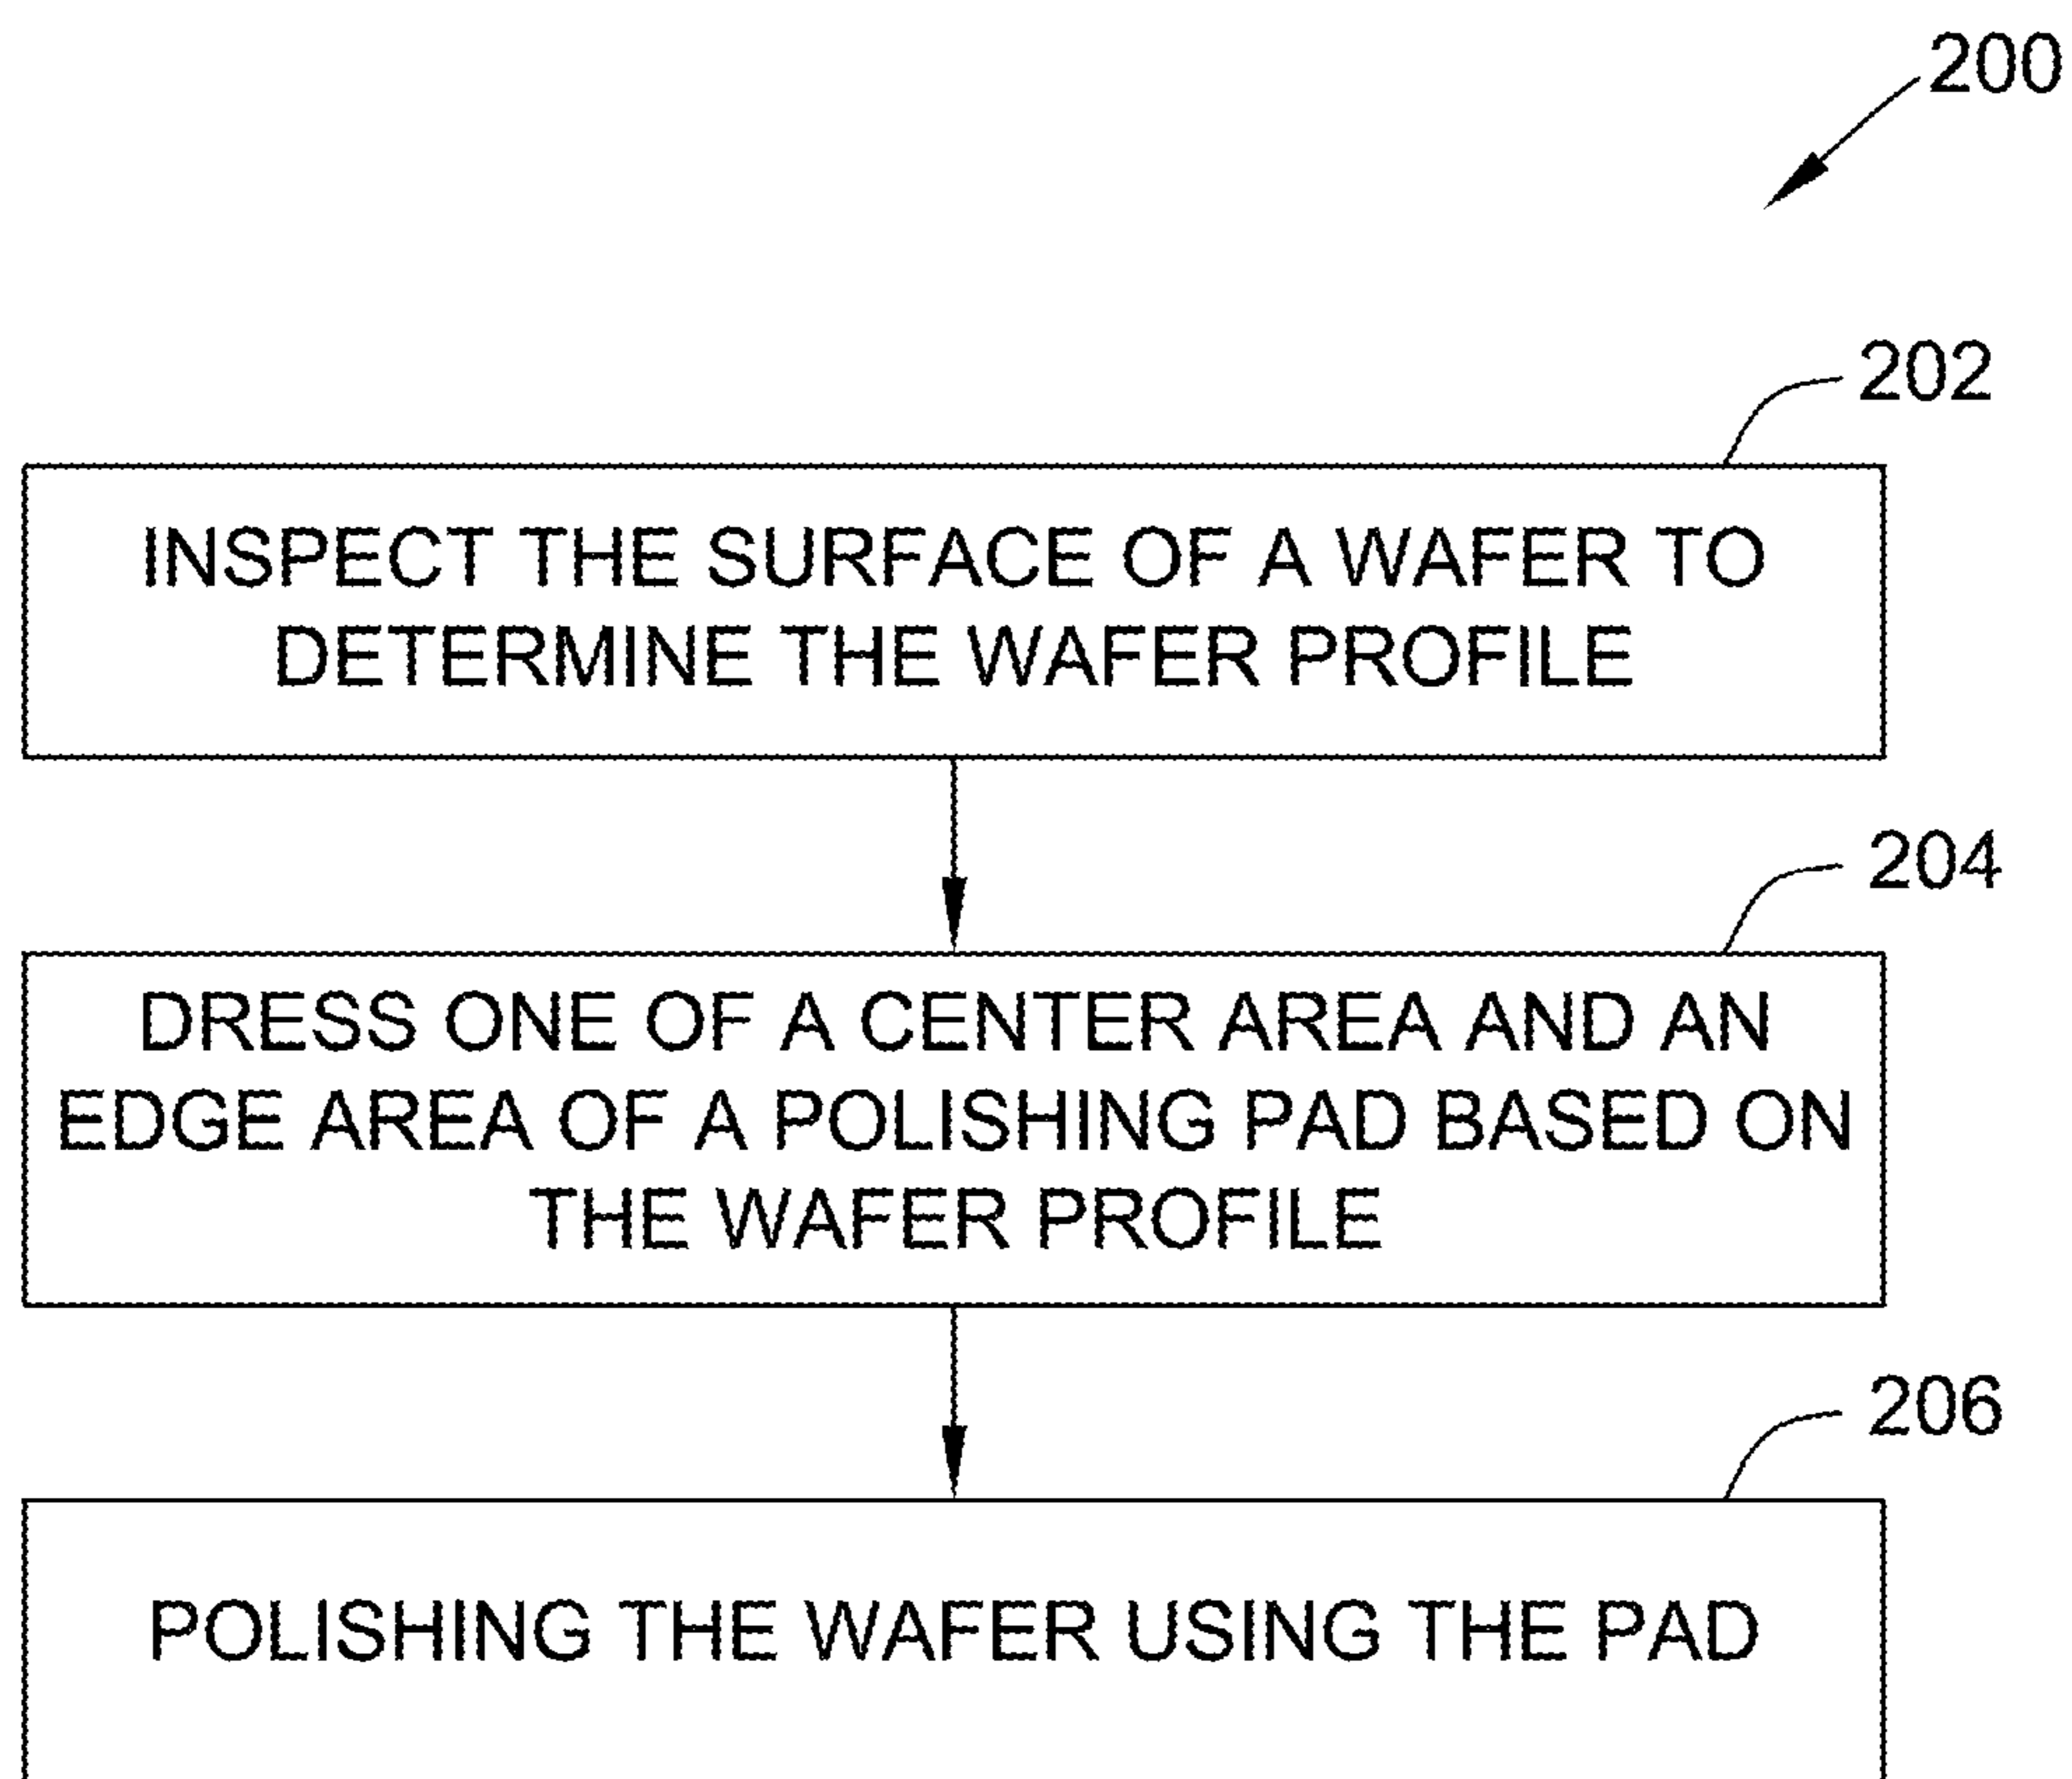 200
202
INSPECT THE SURFACE OF A WAFER TO
DETERMINE THE WAFER PROFILE
204
DRESS ONE OF A CENTER AREA AND AN
EDGE AREA OF A POLISHING PAD BASED ON
THE WAFER PROFILE
206
POLISHING THE WAFER USING THE PAD